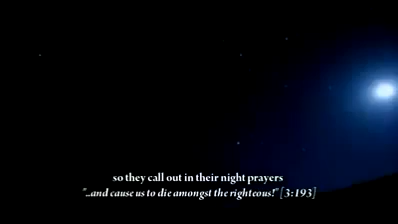 so they call out in their night prayers
"..and cause us to die amongst the righteous!" [3:193]